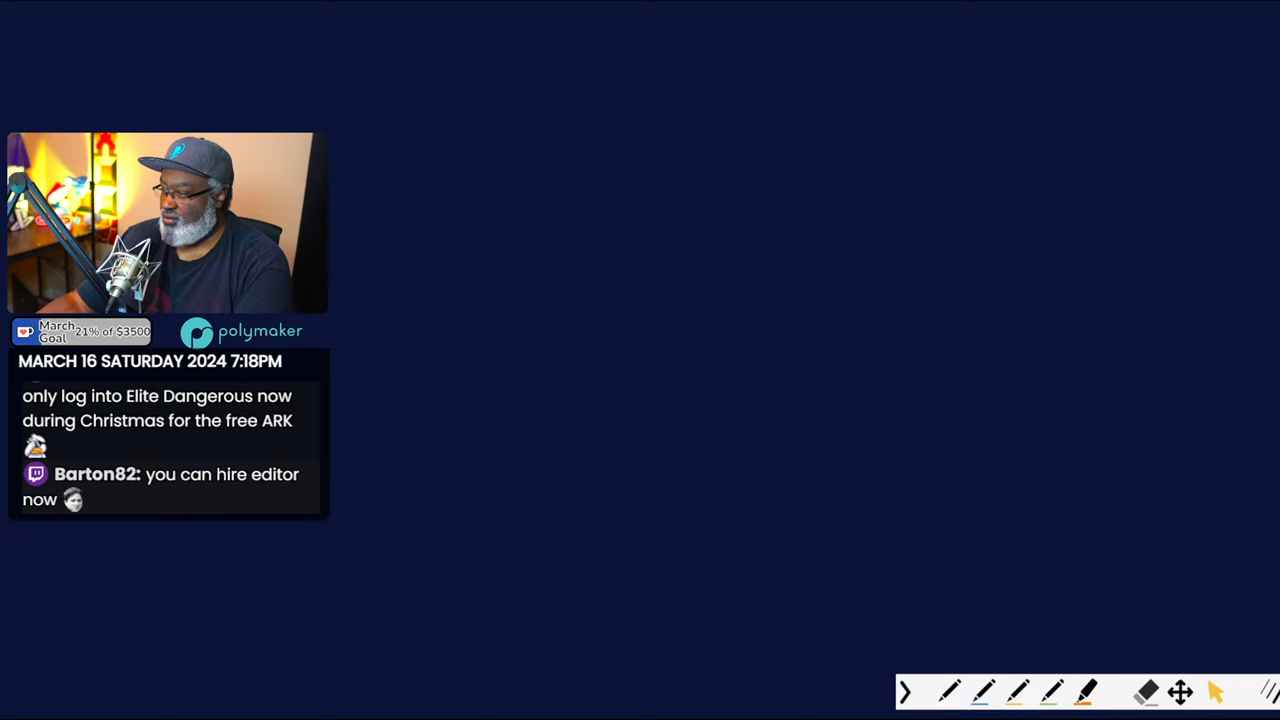 March
Goal
21% of $3500
polymaker
MARCH 16 SATURDAY 2024 7:18PM
only log into Elite Dangerous now
during Christmas for the free ARK
Barton82: you can hire editor
now